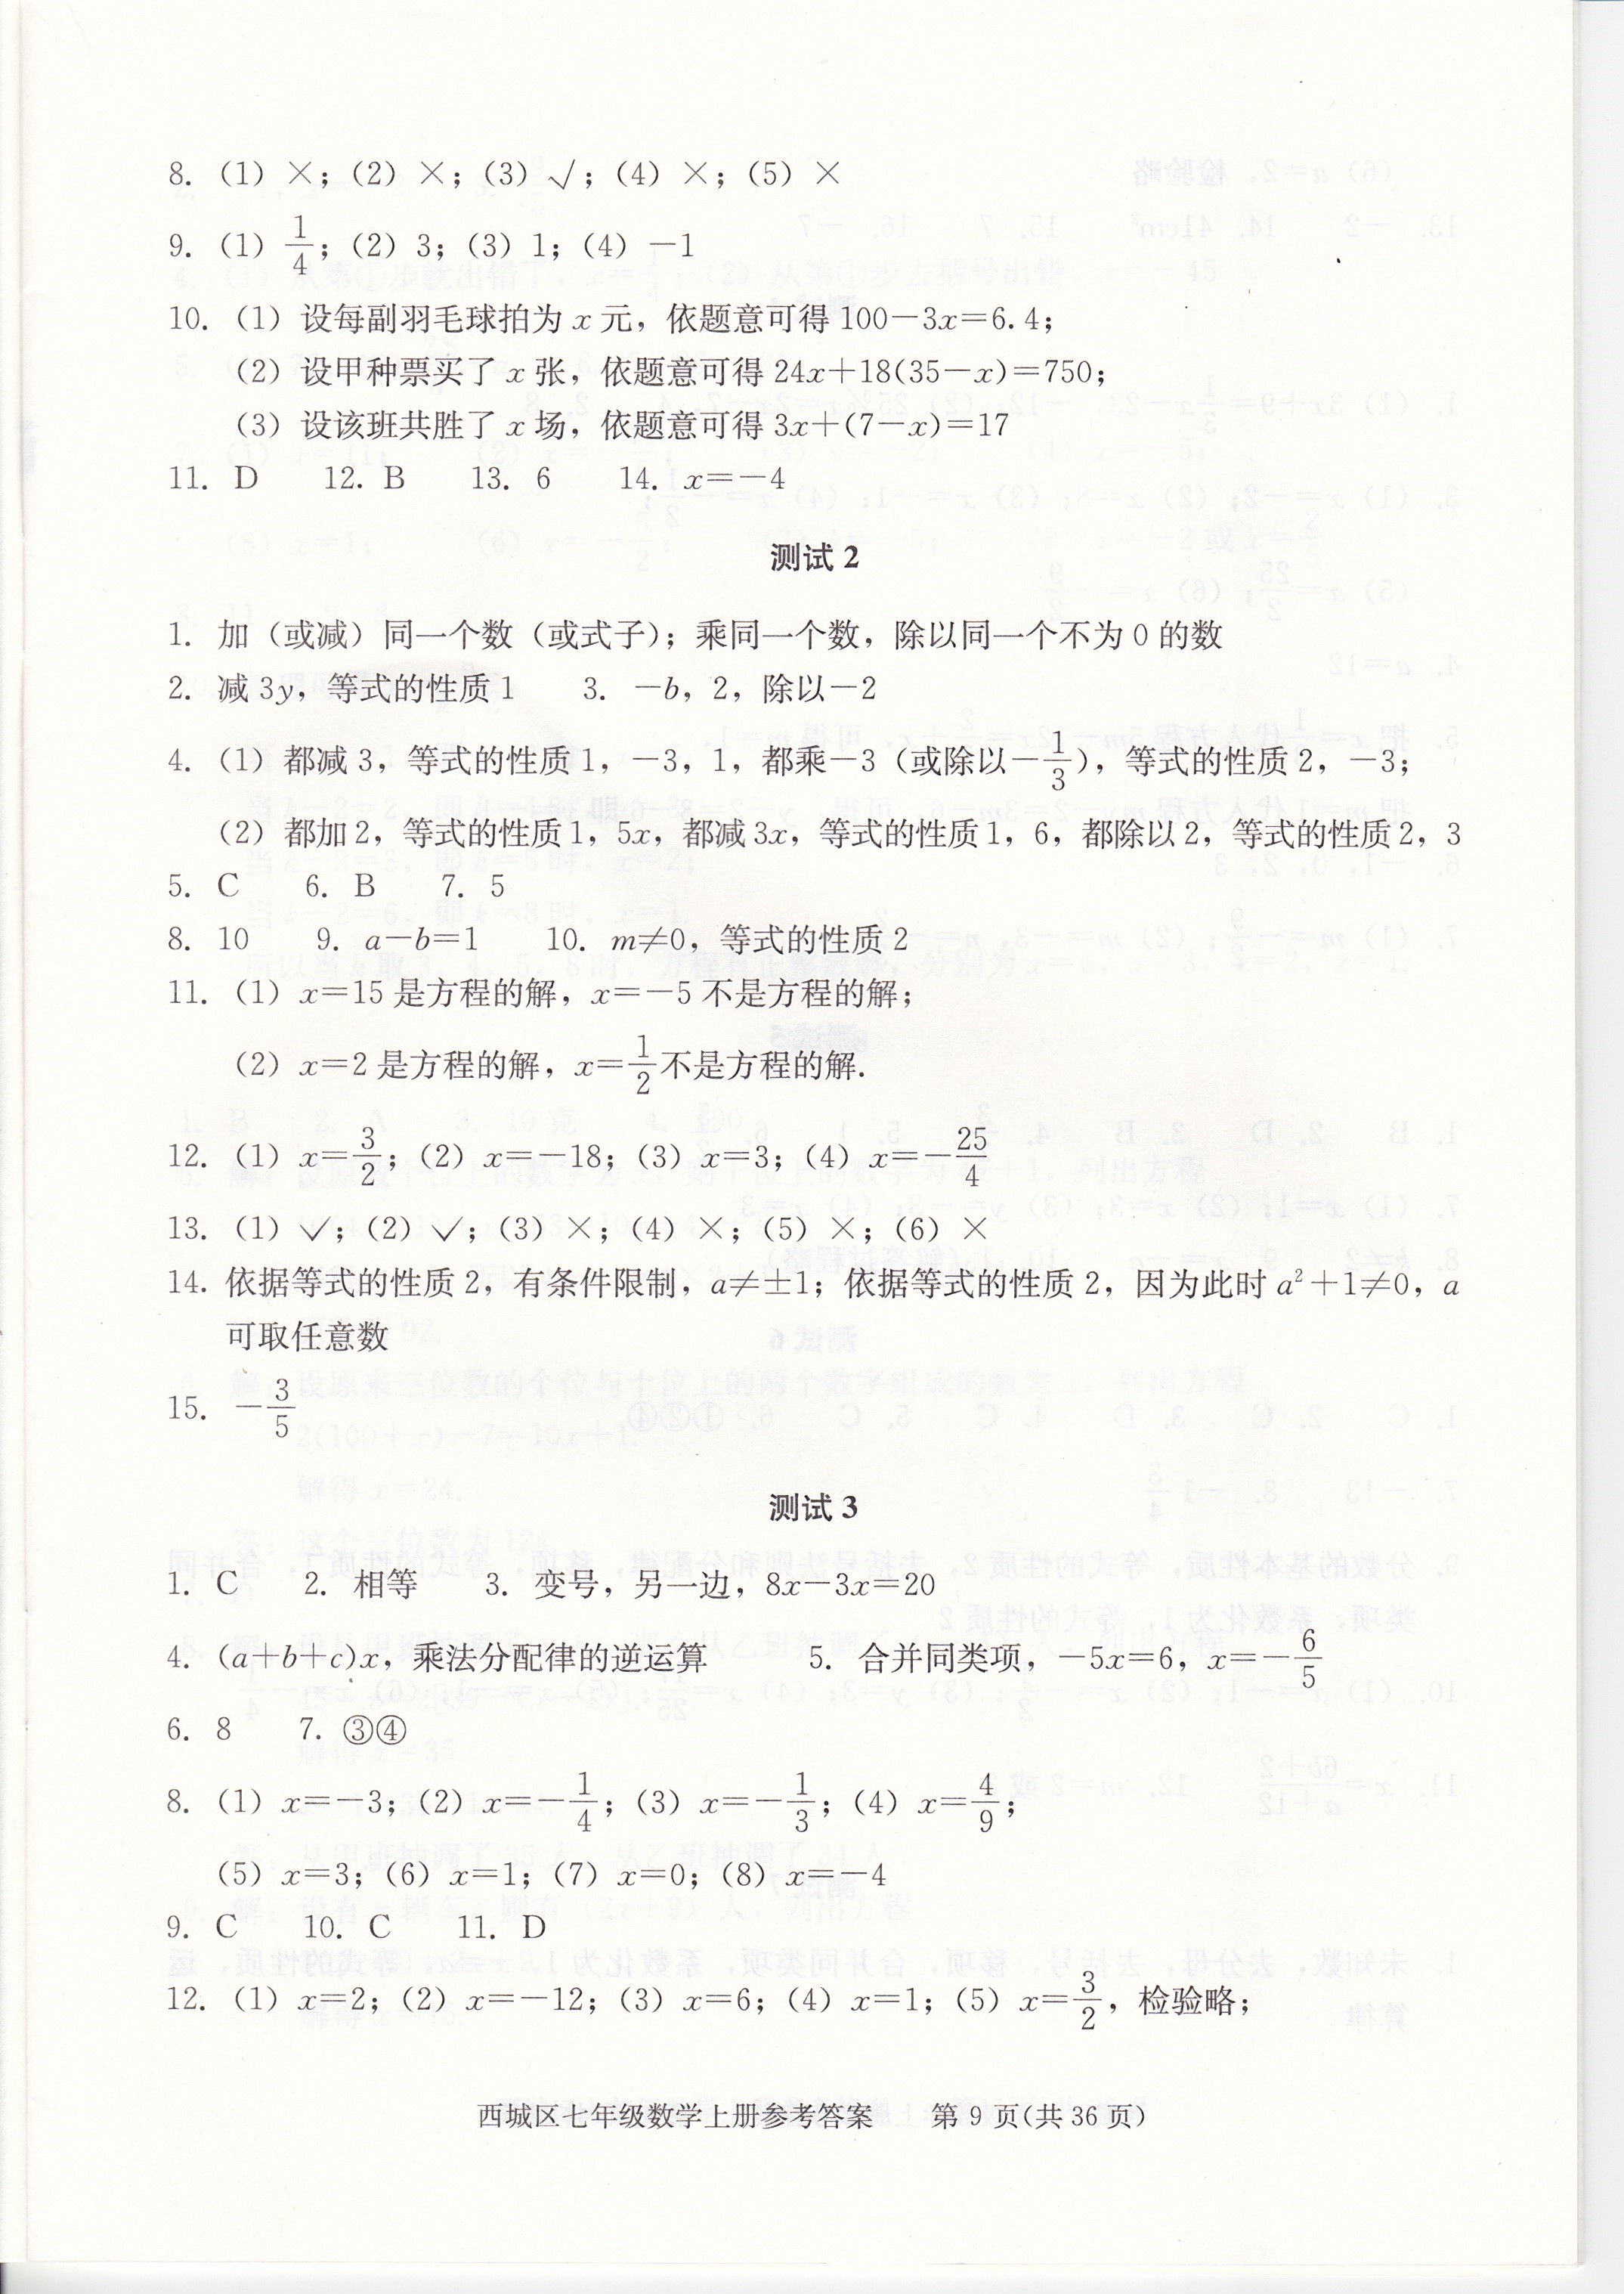 8. (1) ×；(2) ×；(3) √；(4) ×；(5) ×
9. (1) 1/4；(2) 3；(3) 1；(4) －1
10. (1) 设每副羽毛球拍为 x 元，依题意可得 100－3x＝6.4；
(2) 设甲种票买了 x 张，依题意可得 24x＋18(35－x)＝750；
(3) 设该班共胜了 x 场，依题意可得 3x＋(7－x)＝17
11. D 12. B 13. 6 14. x＝－4
测试 2
1. 加（或减）同一个数（或式子）；乘同一个数，除以同一个不为 0 的数
2. 减 3y，等式的性质 1 3. －b，2，除以－2
4. (1) 都减 3，等式的性质 1，－3，1，都乘－3（或除以－1/3），等式的性质 2，－3；
(2) 都加 2，等式的性质 1，5x，都减 3x，等式的性质 1，6，都除以 2，等式的性质 2，3
5. C 6. B 7. 5
8. 10 9. a－b＝1 10. m≠0，等式的性质 2
11. (1) x＝15 是方程的解，x＝－5 不是方程的解；
(2) x＝2 是方程的解，x＝1/2 不是方程的解.
12. (1) x＝3/2；(2) x＝－18；(3) x＝3；(4) x＝－25/4
13. (1) √；(2) √；(3) ×；(4) ×；(5) ×；(6) ×
14. 依据等式的性质 2，有条件限制，a≠±1；依据等式的性质 2，因为此时 a²＋1≠0，a
可取任意数
15. －3/5
测试 3
1. C 2. 相等 3. 变号，另一边，8x－3x＝20
4. (a＋b＋c)x，乘法分配律的逆运算 5. 合并同类项，－5x＝6，x＝－6/5
6. 8 7. ③④
8. (1) x＝－3；(2) x＝－1/4；(3) x＝－1/3；(4) x＝4/9；
(5) x＝3；(6) x＝1；(7) x＝0；(8) x＝－4
9. C 10. C 11. D
12. (1) x＝2；(2) x＝－12；(3) x＝6；(4) x＝1；(5) x＝3/2，检验略；
西城区七年级数学上册参考答案 第 9 页(共 36 页)